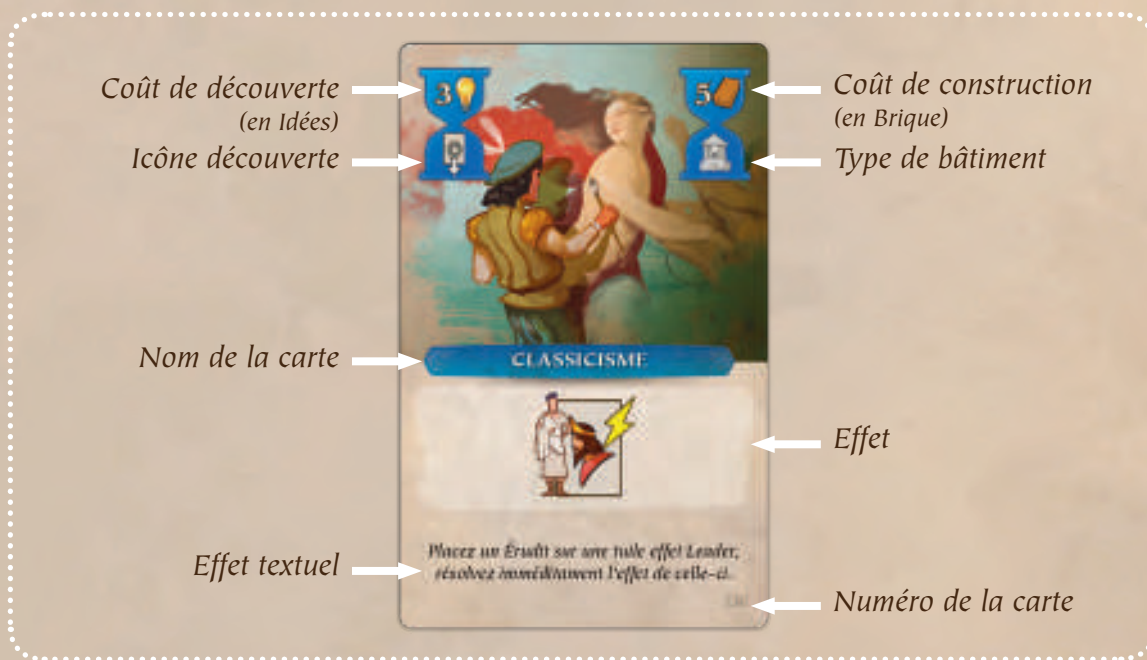 Coût de découverte
(en Idées)
Icône découverte
3
5
Coût de construction
(en Brique)
Type de bâtiment
Nom de la carte
CLASSICISME
Effet
Effet textuel
Placez un Érudit sur une tuile effet Leader,
résolvez imméditament l'effet de celle-ci.
Numéro de la carte